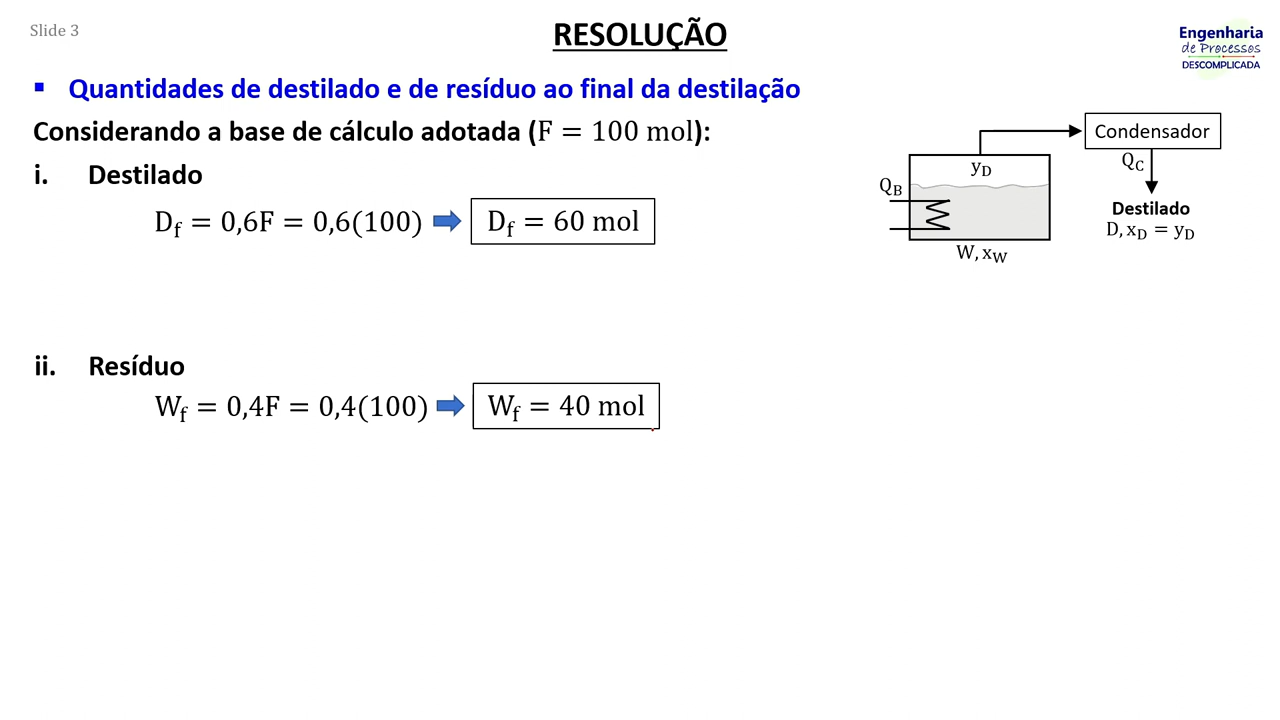 Slide 3
RESOLUÇÃO
Engenharia
de Processos
DESCOMPLICADA
▪ Quantidades de destilado e de resíduo ao final da destilação
Considerando a base de cálculo adotada (F = 100 mol):
i. Destilado
D_f = 0,6F = 0,6(100) ➡ D_f = 60 mol
Condensador
y_D
Q_C
Q_B
Destilado
D, x_D = y_D
W, x_W
ii. Resíduo
W_f = 0,4F = 0,4(100) ➡ W_f = 40 mol